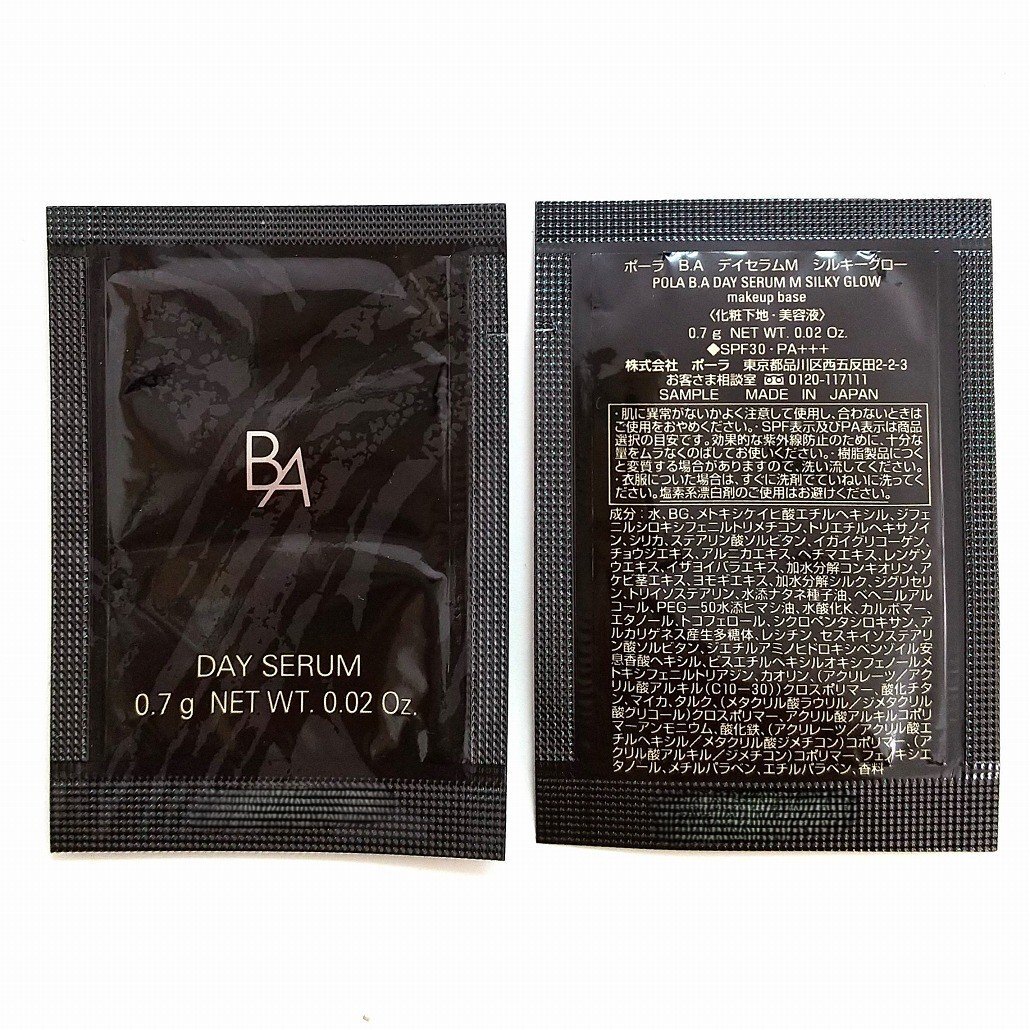 BA
DAY SERUM
0.7 g NET WT. 0.02 Oz.
ポーラ B.A デイセラムM シルキーグロー
POLA B.A DAY SERUM M SILKY GLOW
makeup base
〈化粧下地・美容液〉
0.7 g NET WT. 0.02 Oz.
◆SPF30・PA+++
株式会社 ポーラ 東京都品川区西五反田2-2-3
お客さま相談室 0120-117111
SAMPLE MADE IN JAPAN
・肌に異常がないかよく注意して使用し、合わないときは
ご使用をおやめください。・SPF表示及びPA表示は商品
選択の目安です。効果的な紫外線防止のために、十分な
量をムラなくのばしてお使いください。・樹脂製品につく
と変質する場合がありますので、洗い流してください。
・衣服についた場合は、すぐに洗剤でていねいに洗ってく
ださい。塩素系漂白剤のご使用はお避けください。
成分：水、BG、メトキシケイヒ酸エチルヘキシル、ジフェ
ニルシロキシフェニルトリメチコン、トリエチルヘキサノイ
ン、シリカ、ステアリン酸ソルビタン、イガイグリコーゲン、
チョウジエキス、アルニカエキス、ヘチマエキス、レンゲソ
ウエキス、イザヨイバラエキス、加水分解コンキオリン、ア
ケビ茎エキス、ヨモギエキス、加水分解シルク、ジグリセリ
ン、トリイソステアリン、水添ナタネ種子油、ベヘニルアル
コール、PEG－50水添ヒマシ油、水酸化K、カルボマー、
エタノール、トコフェロール、シクロペンタシロキサン、ア
ルカリゲネス産生多糖体、レシチン、セスキイソステアリ
ン酸ソルビタン、ジエチルアミノヒドロキシベンゾイル安
息香酸ヘキシル、ビスエチルヘキシルオキシフェノールメ
トキシフェニルトリアジン、カオリン、（アクリレーツ／アク
リル酸アルキル(C10－30)）クロスポリマー、酸化チタ
ン、マイカ、タルク、（メタクリル酸ラウリル／ジメタクリル
酸グリコール）クロスポリマー、アクリル酸アルキルコポリ
マーアンモニウム、酸化鉄、（アクリレーツ／アクリル酸エ
チルヘキシル／メタクリル酸ジメチコン）コポリマー、（ア
クリル酸アルキル／ジメチコン）コポリマー、フェノキシエ
タノール、メチルパラベン、エチルパラベン、香料